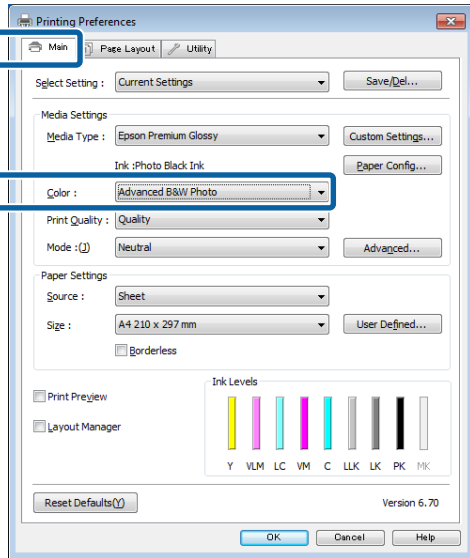 Printing Preferences
Main Page Layout Utility
Select Setting : Current Settings Save/Del...
Media Settings
Media Type : Epson Premium Glossy Custom Settings...
Ink :Photo Black Ink Paper Config...
Color : Advanced B&W Photo
Print Quality : Quality
Mode :(J) Neutral Advanced...
Paper Settings
Source : Sheet
Size : A4 210 x 297 mm User Defined...
Borderless
Print Preview
Layout Manager
Ink Levels
Y VLM LC VM C LLK LK PK MK
Reset Defaults(Y) Version 6.70
OK Cancel Help